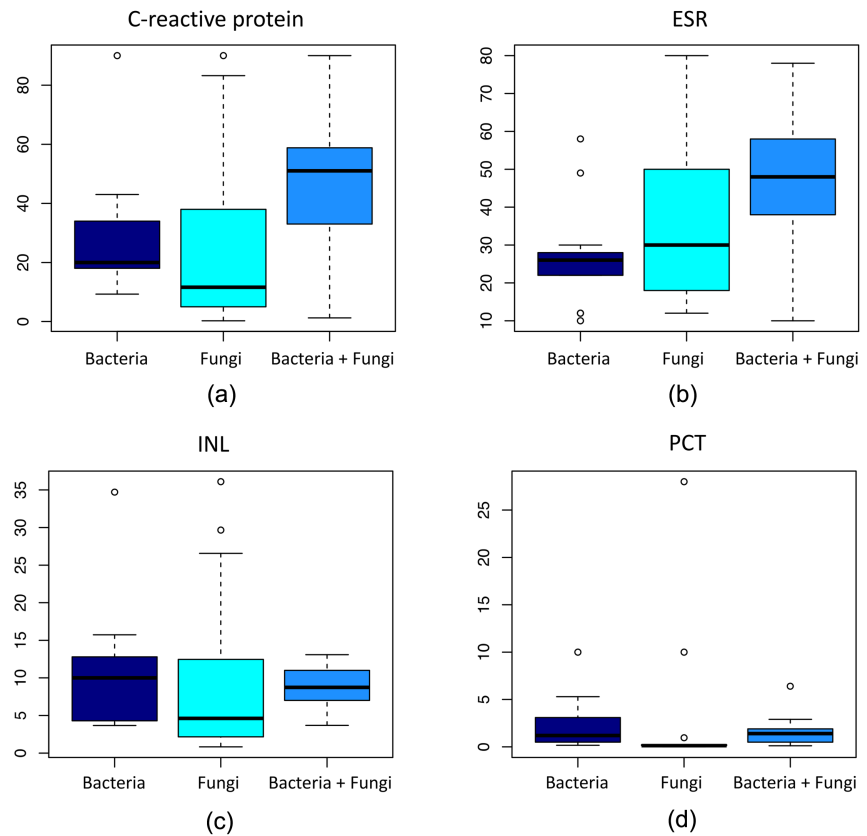 C-reactive protein
80
60
40
20
0
Bacteria Fungi Bacteria + Fungi
(a)
ESR
80
70
60
50
40
30
20
10
Bacteria Fungi Bacteria + Fungi
(b)
INL
35
30
25
20
15
10
5
0
Bacteria Fungi Bacteria + Fungi
(c)
PCT
25
20
15
10
5
0
Bacteria Fungi Bacteria + Fungi
(d)